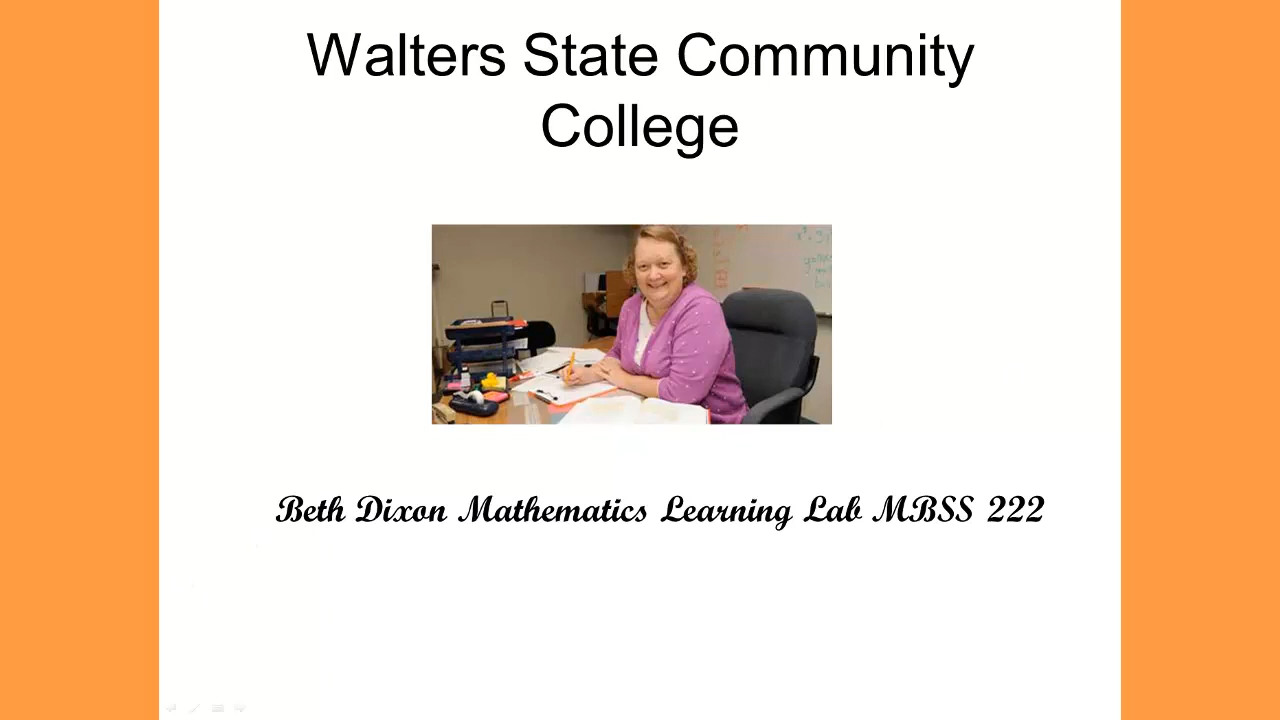 Walters State Community
College
Beth Dixon Mathematics Learning Lab MBSS 222